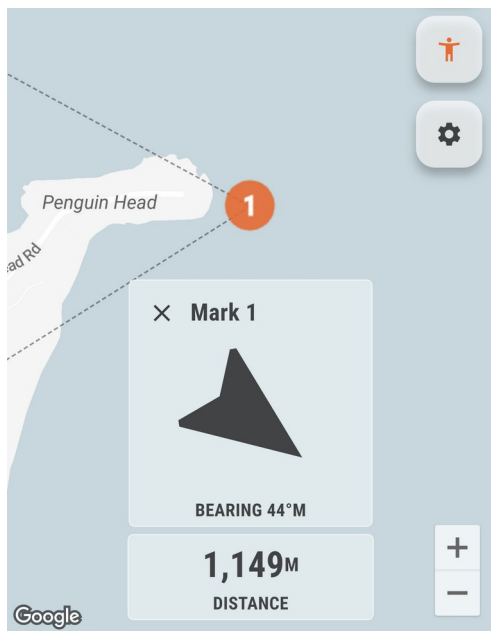 Penguin Head
1
ad Rd
Mark 1
BEARING 44°M
1,149M
DISTANCE
Google